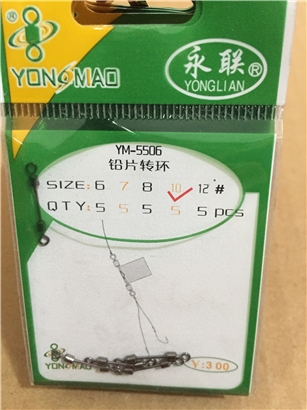 YONGMAO
永联®
YONGLIAN
YM-5506
铅片转环
SIZE: 6 7 8 10 12#
QTY: 5 5 5 5 5 pcs
YONGMAO
¥:3.00